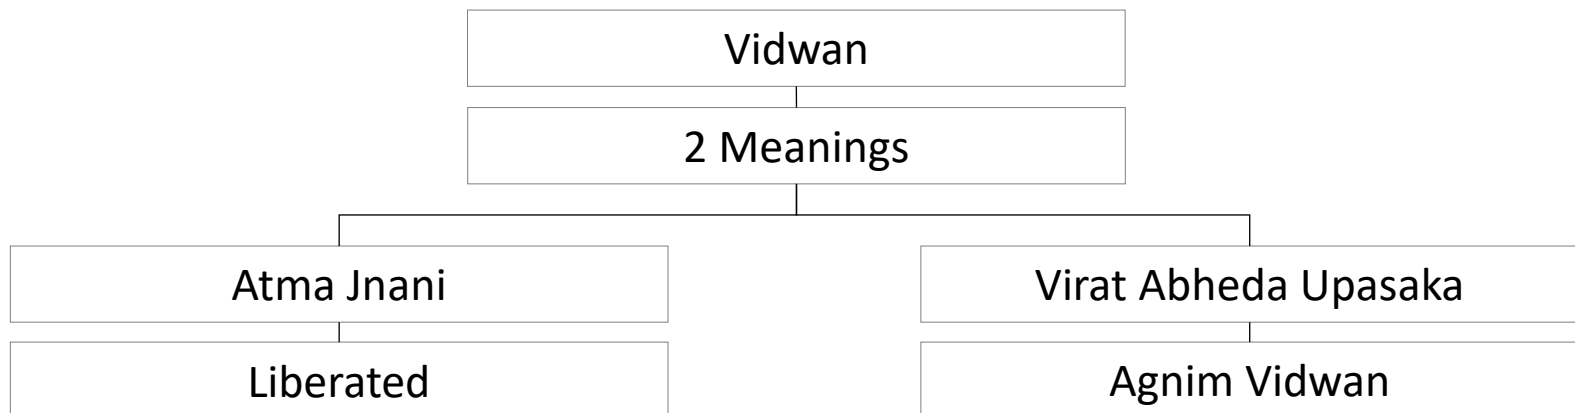 Vidwan
2 Meanings
Atma Jnani
Virat Abheda Upasaka
Liberated
Agnim Vidwan